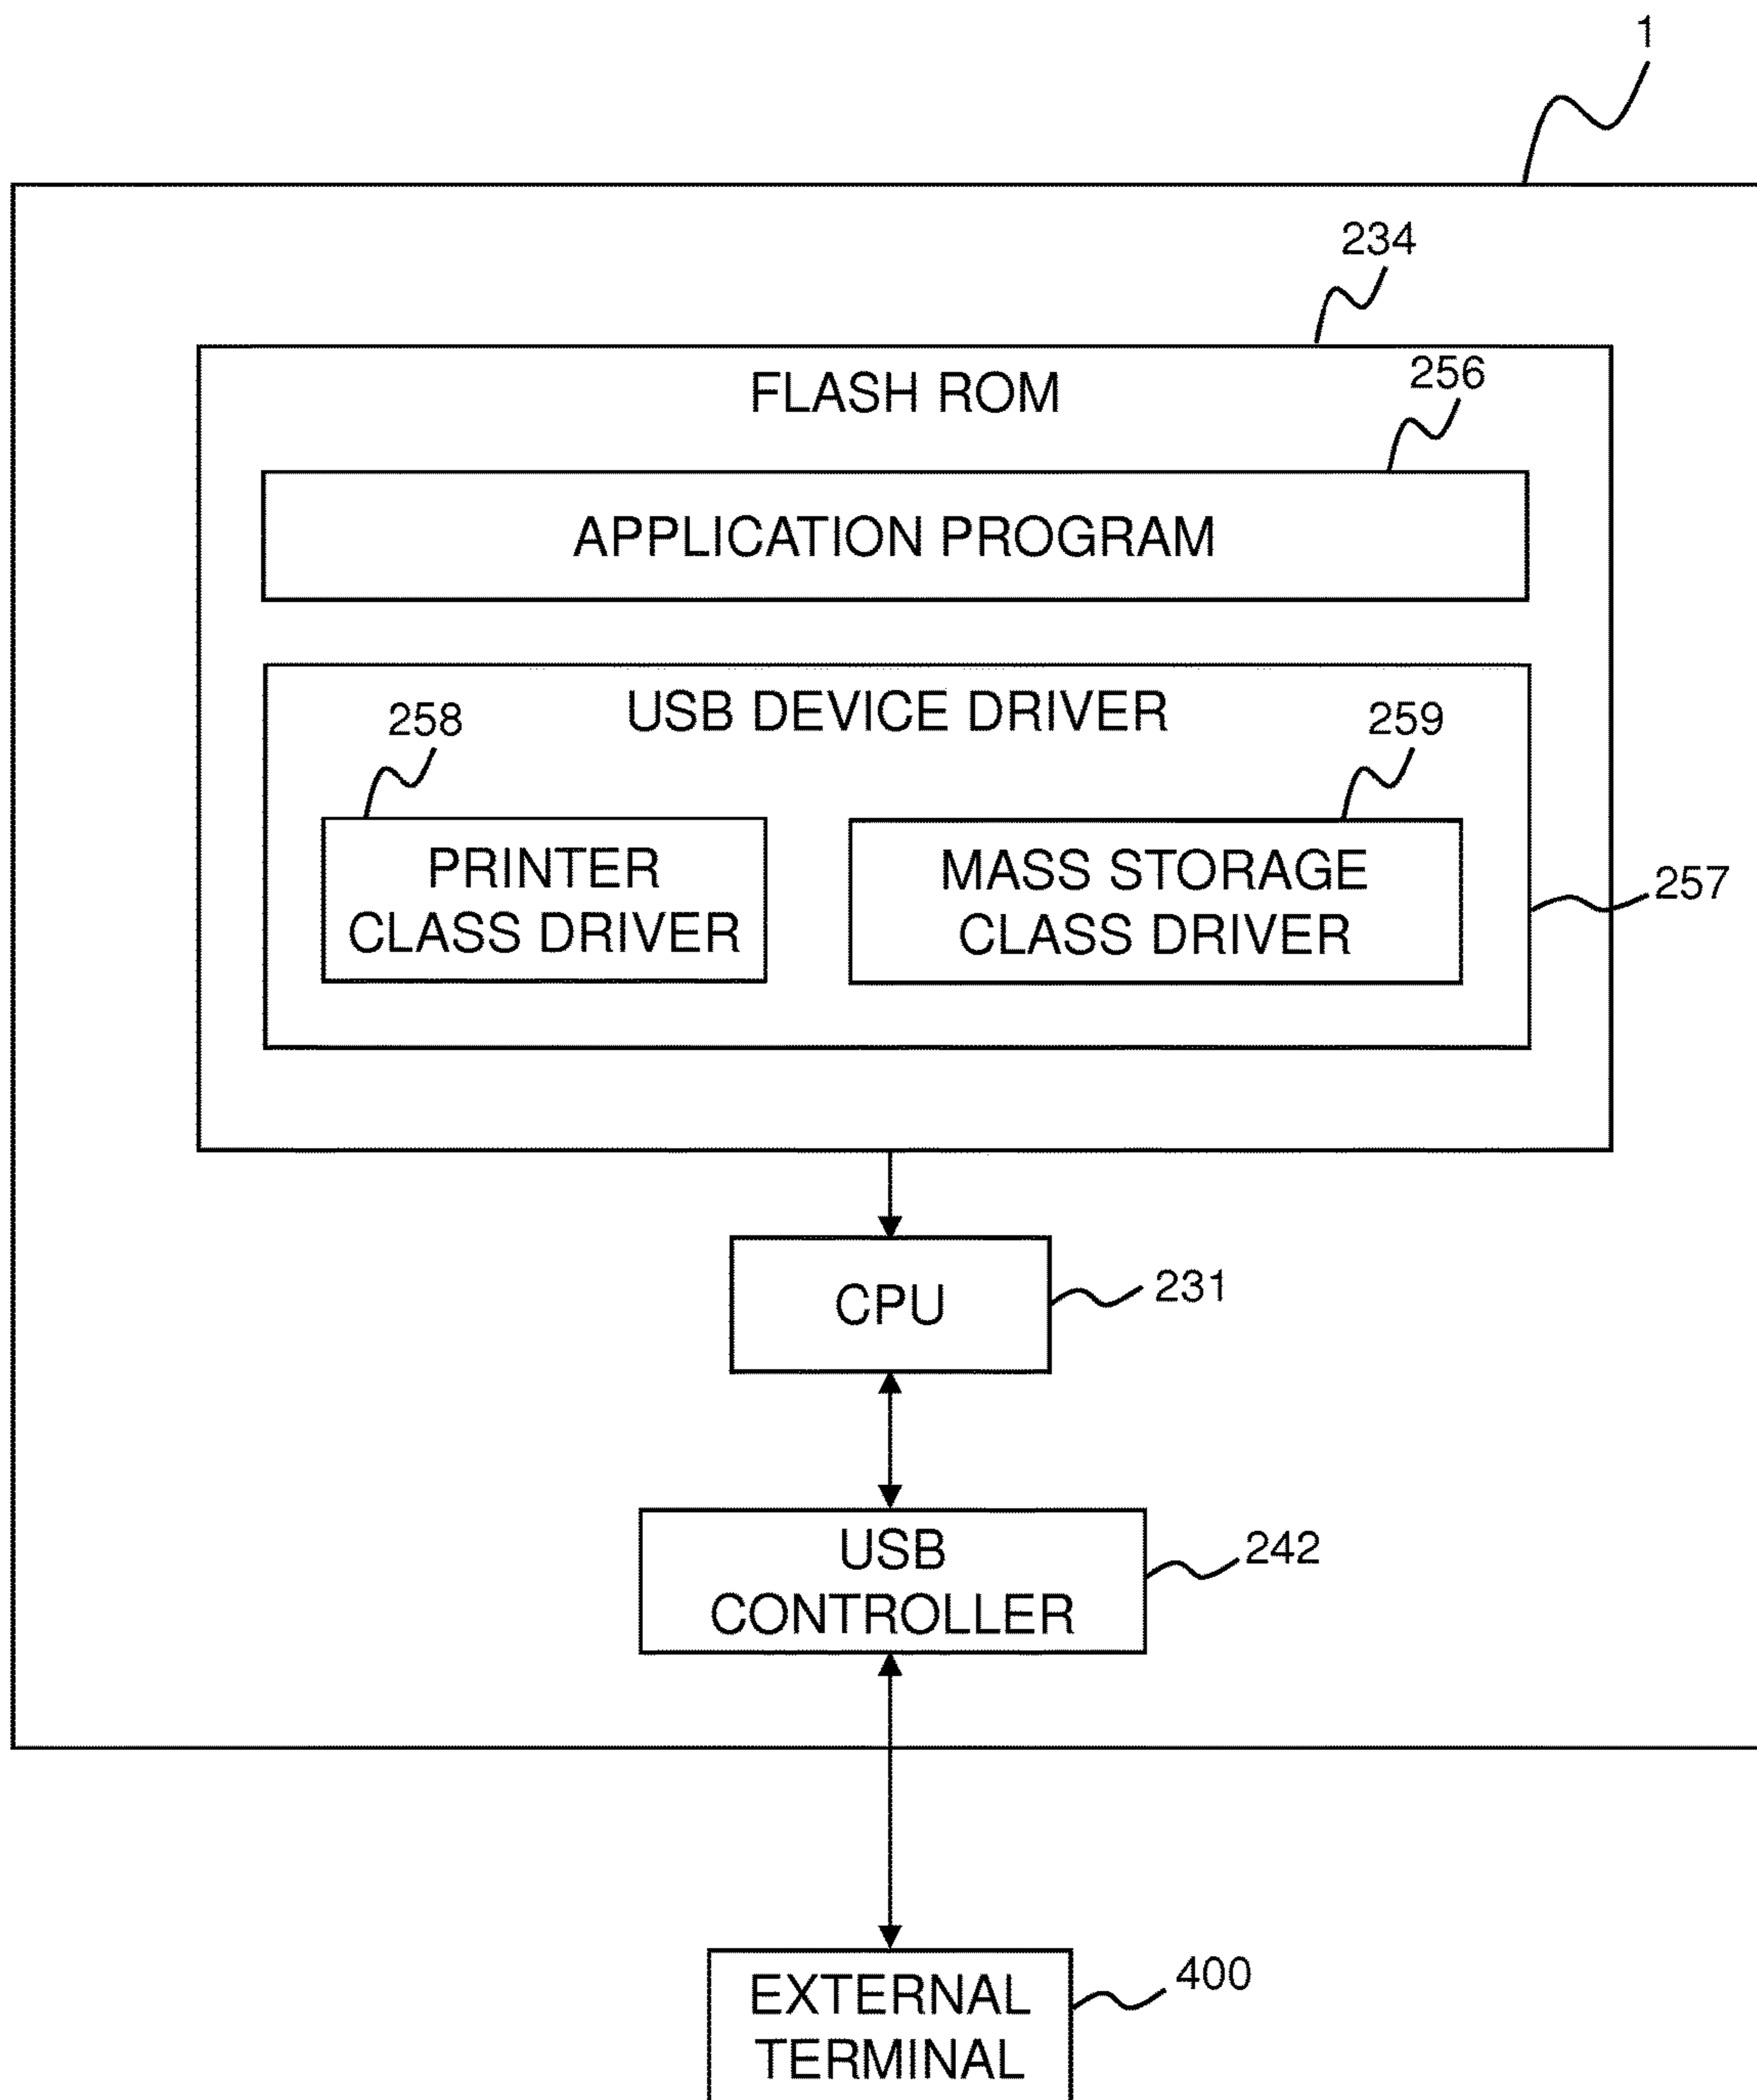 1
234
FLASH ROM
256
APPLICATION PROGRAM
USB DEVICE DRIVER
258
259
PRINTER
CLASS DRIVER
MASS STORAGE
CLASS DRIVER
257
CPU
231
USB
CONTROLLER
242
EXTERNAL
TERMINAL
400